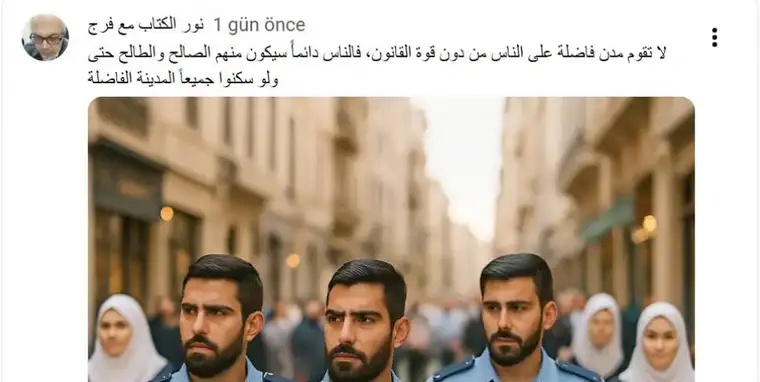 نور الكتاب مع فرج 1 gün önce
لا تقوم مدن فاضلة على الناس من دون قوة القانون، فالناس دائماً سيكون منهم الصالح والطالح حتى
ولو سكنوا جميعاً المدينة الفاضلة